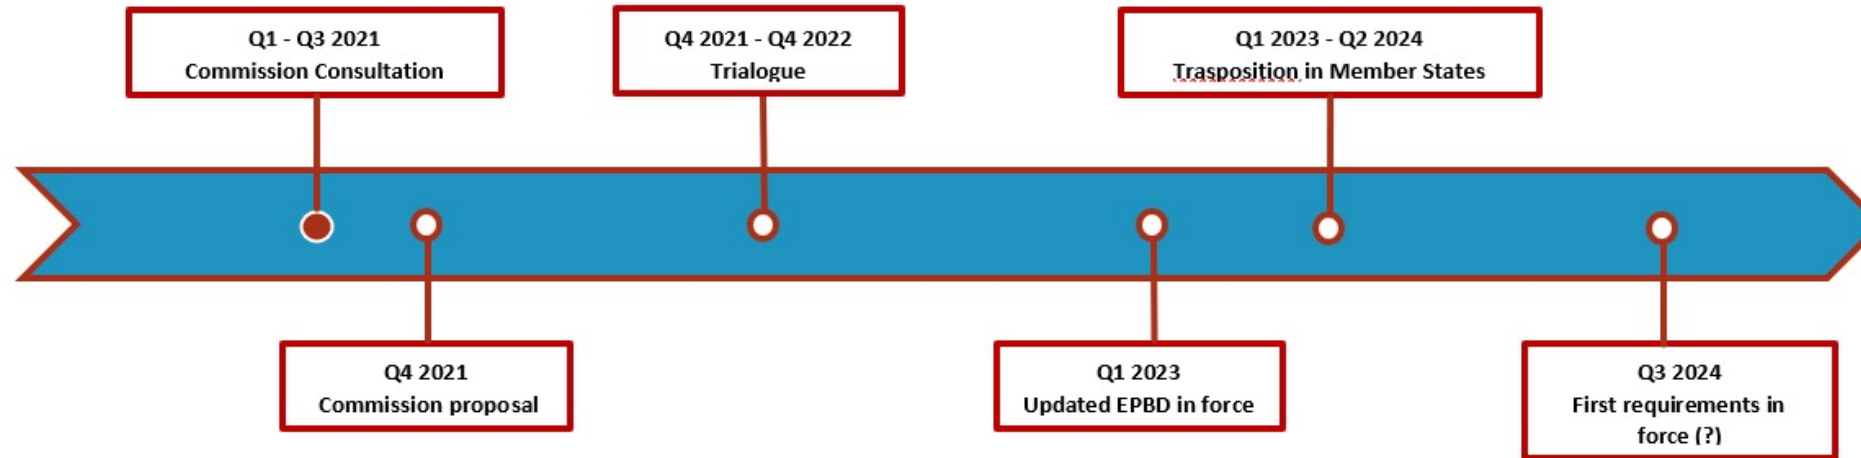 Q1 - Q3 2021
Commission Consultation
Q4 2021 - Q4 2022
Trialogue
Q1 2023 - Q2 2024
Trasposition in Member States
Q4 2021
Commission proposal
Q1 2023
Updated EPBD in force
Q3 2024
First requirements in
force (?)